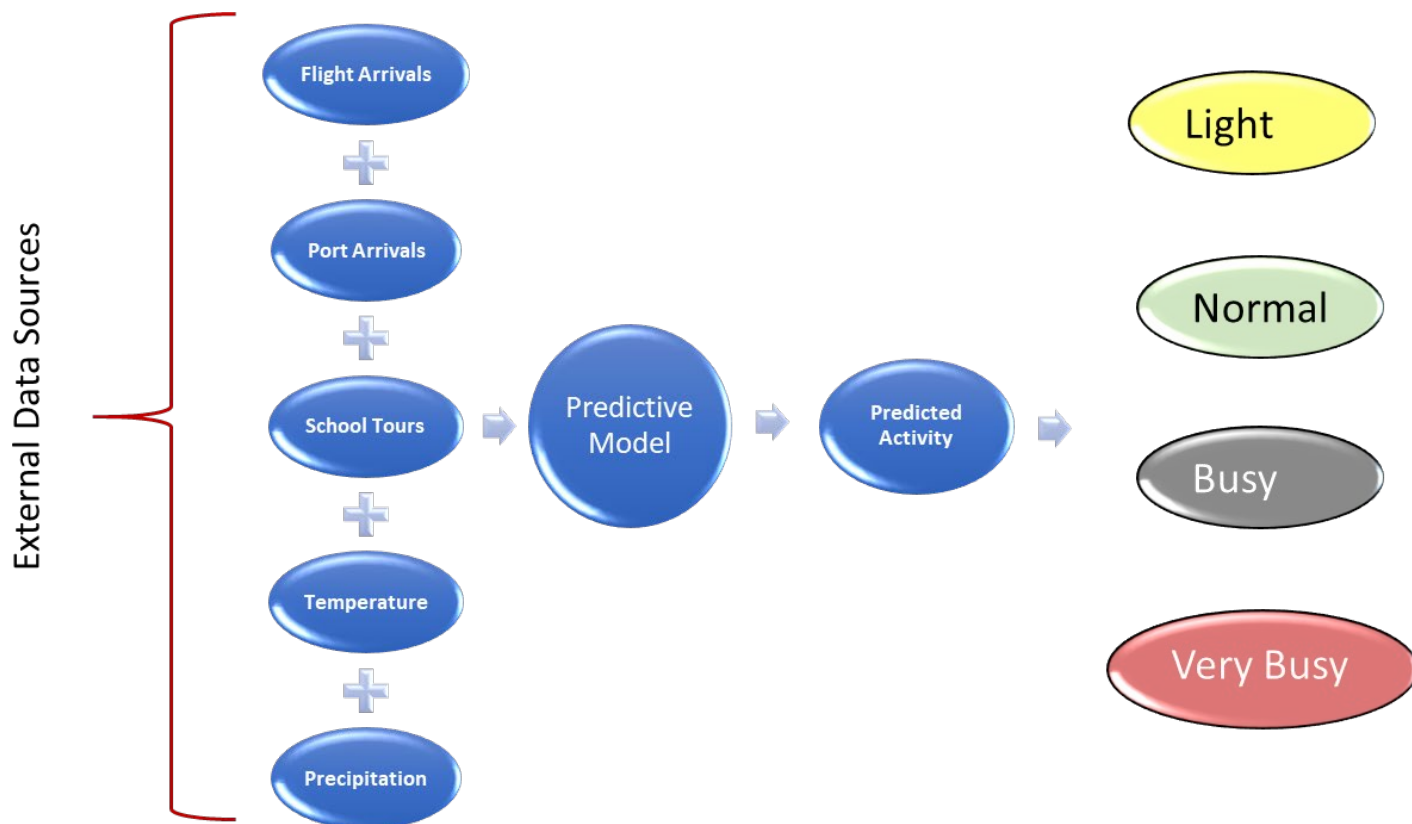 External Data Sources
Flight Arrivals
Port Arrivals
School Tours
Temperature
Precipitation
Predictive
Model
Predicted
Activity
Light
Normal
Busy
Very Busy